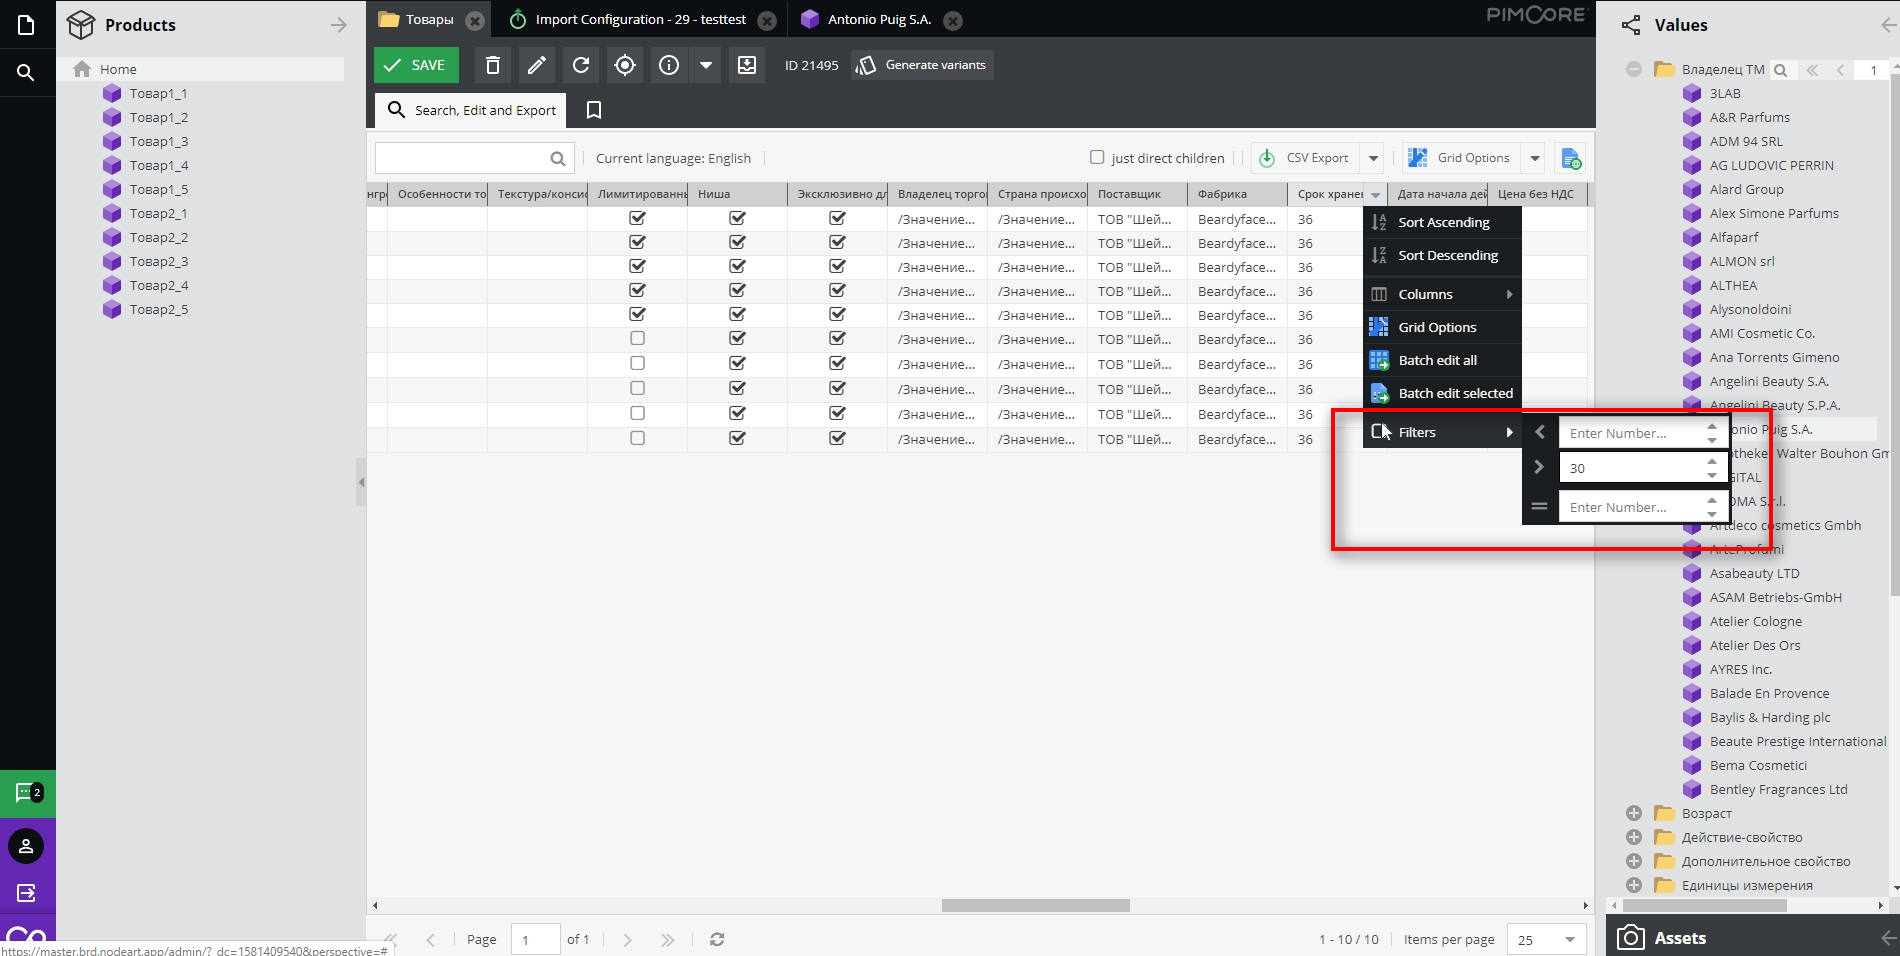 Products
Home
Товар1_1
Товар1_2
Товар1_3
Товар1_4
Товар1_5
Товар2_1
Товар2_2
Товар2_3
Товар2_4
Товар2_5
2
https://master.brd.nodeart.app/admin/?_dc=1581409540&perspective=#
Товары
Import Configuration - 29 - testtest
Antonio Puig S.A.
PIMCORE
SAVE
ID 21495
Generate variants
Search, Edit and Export
Current language: English
just direct children
CSV Export
Grid Options
нгре Особенности то Текстура/конси Лимитированн Ниша Эксклюзивно дл Владелец торго Страна происхо Поставщик Фабрика Срок хранен Дата начала дей Цена без НДС
/Значение... /Значение... ТОВ "Шей... Beardyface... 36
/Значение... /Значение... ТОВ "Шей... Beardyface... 36
/Значение... /Значение... ТОВ "Шей... Beardyface... 36
/Значение... /Значение... ТОВ "Шей... Beardyface... 36
/Значение... /Значение... ТОВ "Шей... Beardyface... 36
/Значение... /Значение... ТОВ "Шей... Beardyface... 36
/Значение... /Значение... ТОВ "Шей... Beardyface... 36
/Значение... /Значение... ТОВ "Шей... Beardyface... 36
/Значение... /Значение... ТОВ "Шей... Beardyface... 36
/Значение... /Значение... ТОВ "Шей... Beardyface... 36
Sort Ascending
Sort Descending
Columns
Grid Options
Batch edit all
Batch edit selected
Filters
Enter Number...
30
Enter Number...
Page 1 of 1
1 - 10 / 10
Items per page 25
Values
Владелец ТМ
1
3LAB
A&R Parfums
ADM 94 SRL
AG LUDOVIC PERRIN
Alard Group
Alex Simone Parfums
Alfaparf
ALMON srl
ALTHEA
Alysonoldoini
AMI Cosmetic Co.
Ana Torrents Gimeno
Angelini Beauty S.A.
Angelini Beauty S.P.A.
onio Puig S.A.
otheke Walter Bouhon Gm
GITAL
OMA S.r.l.
Artdeco cosmetics Gmbh
ArteProfumi
Asabeauty LTD
ASAM Betriebs-GmbH
Atelier Cologne
Atelier Des Ors
AYRES Inc.
Balade En Provence
Baylis & Harding plc
Beaute Prestige International
Bema Cosmetici
Bentley Fragrances Ltd
Возраст
Действие-свойство
Дополнительное свойство
Единицы измерения
Assets